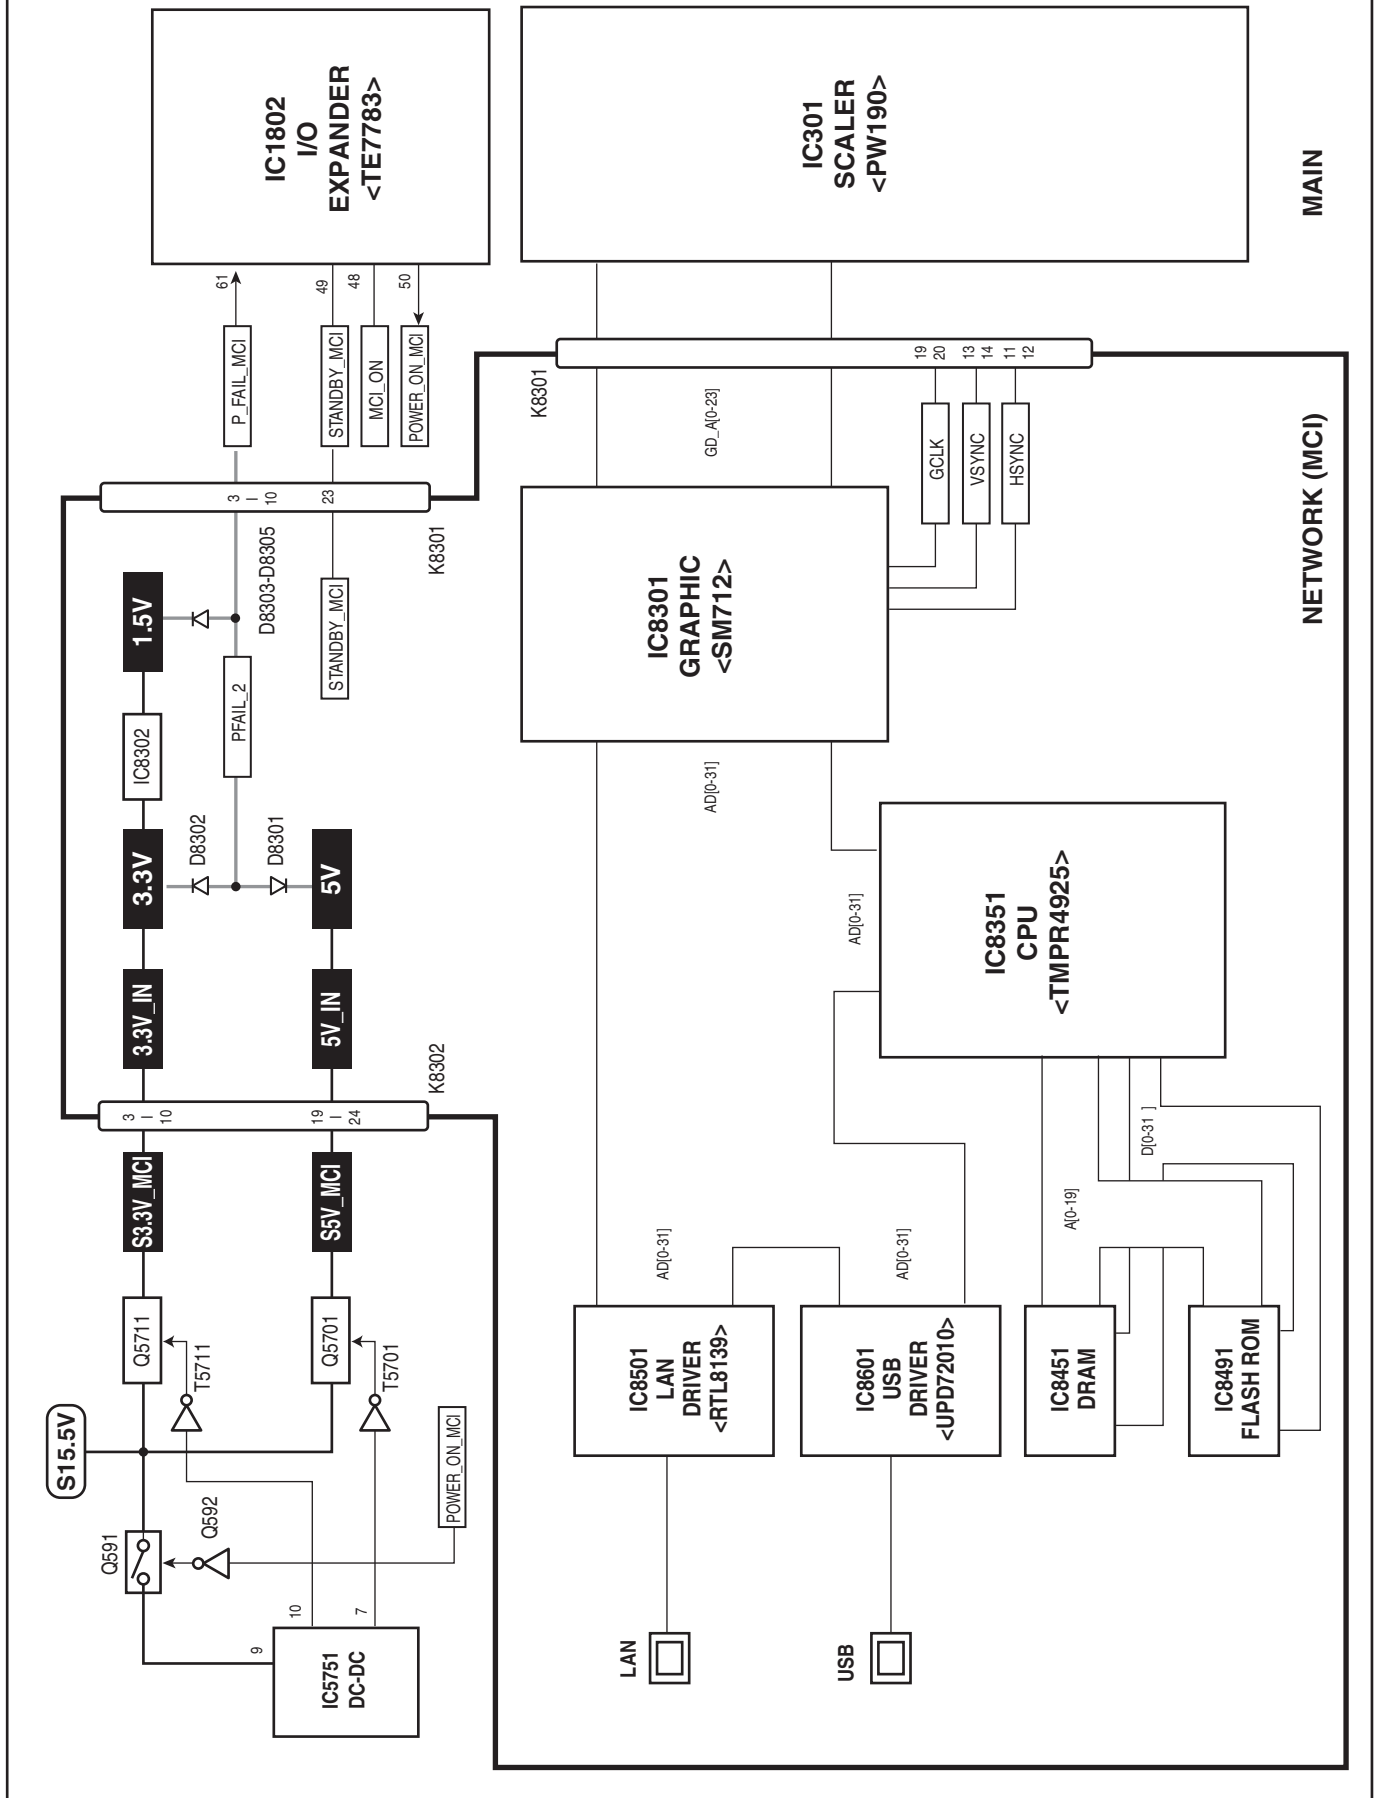 S15.5V
Q591
Q592
Q5711
T5711
Q5701
T5701
POWER_ON_MCI
9
10
7
IC5751
DC-DC
S3.3V_MCI
S5V_MCI
3
|
10
19
|
24
K8302
3.3V_IN
5V_IN
3.3V
5V
D8302
D8301
IC8302
PFAIL_2
1.5V
D8303-D8305
STANDBY_MCI
3
|
10
23
K8301
P_FAIL_MCI
STANDBY_MCI
MCI_ON
POWER_ON_MCI
61
49
48
50
IC1802
I/O
EXPANDER
<TE7783>
LAN
USB
IC8501
LAN
DRIVER
<RTL8139>
IC8601
USB
DRIVER
<UPD72010>
IC8451
DRAM
IC8491
FLASH ROM
AD[0-31]
AD[0-31]
A[0-19]
D[0-31 ]
IC8351
CPU
<TMPR4925>
AD[0-31]
AD[0-31]
IC8301
GRAPHIC
<SM712>
GD_A[0-23]
GCLK
VSYNC
HSYNC
K8301
19
20
13
14
11
12
IC301
SCALER
<PW190>
NETWORK (MCI)
MAIN